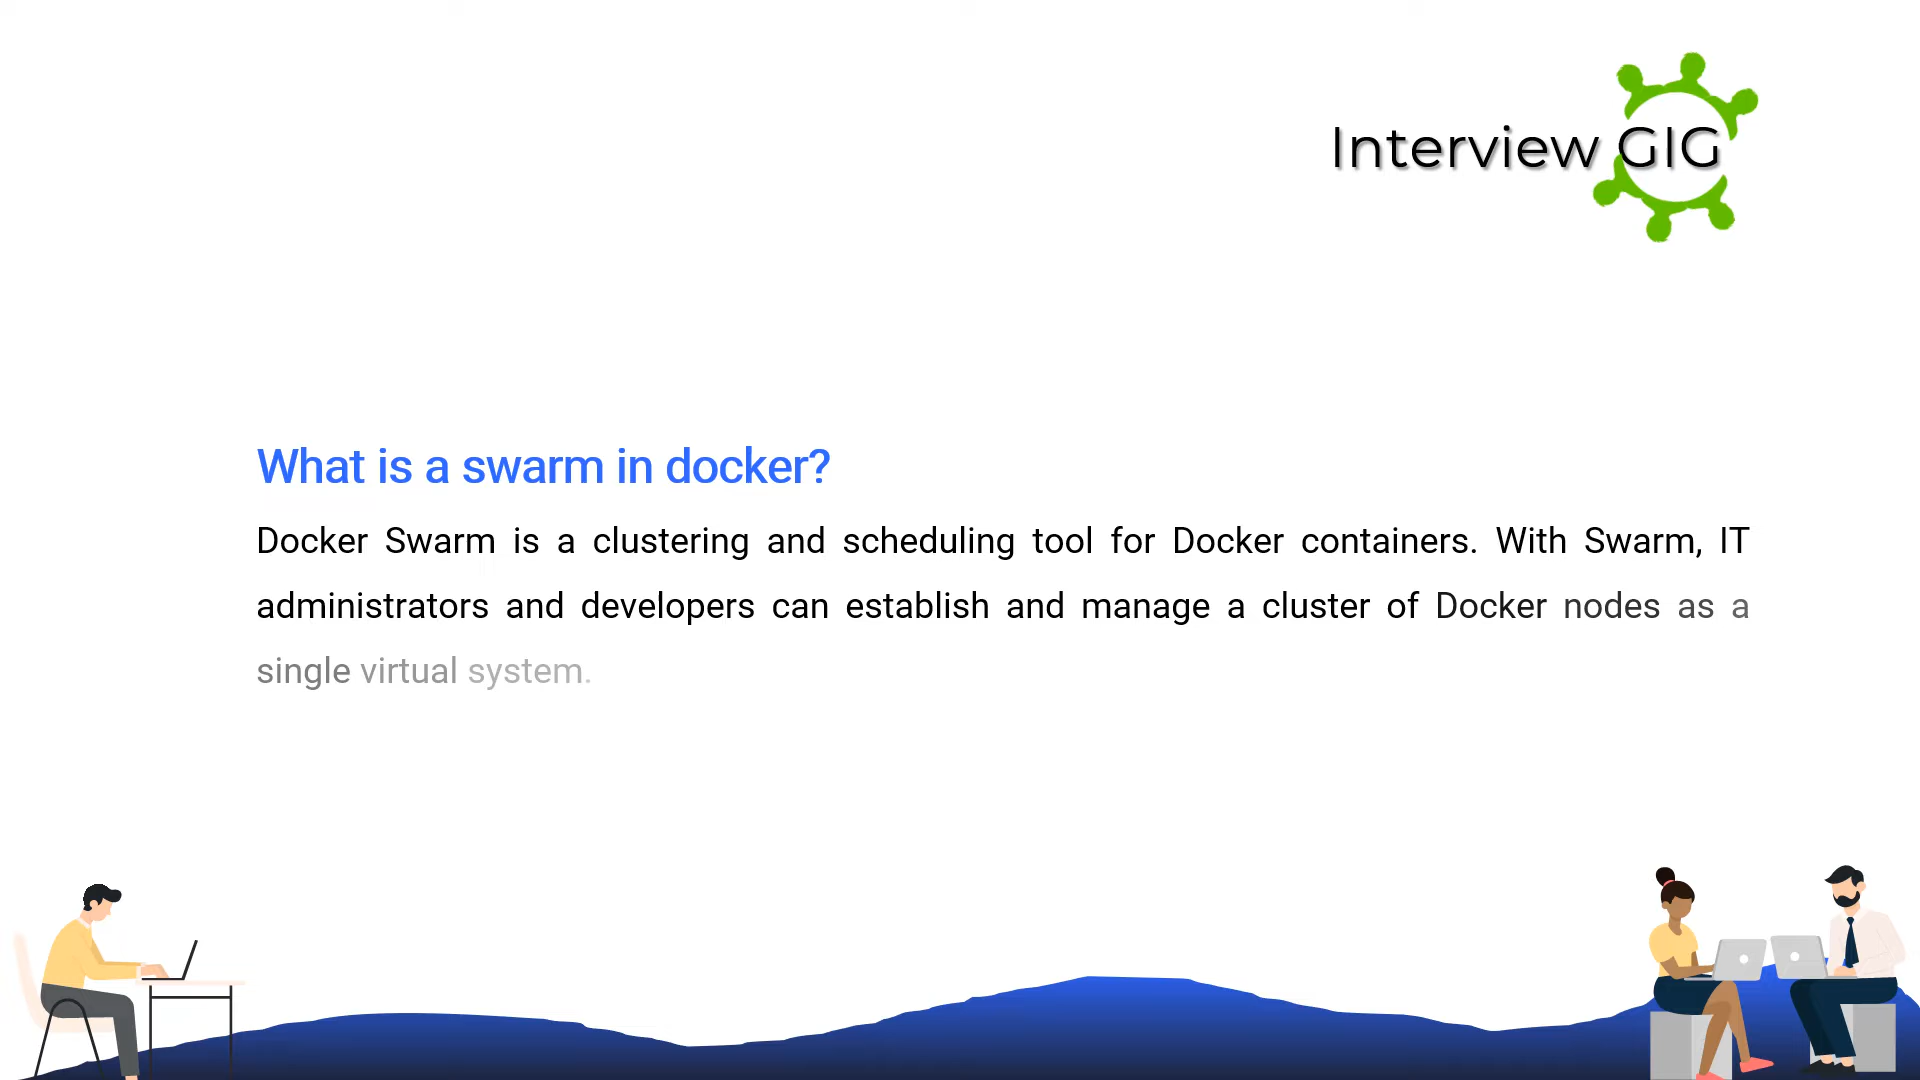 Interview GIG
What is a swarm in docker?
Docker Swarm is a clustering and scheduling tool for Docker containers. With Swarm, IT
administrators and developers can establish and manage a cluster of Docker nodes as a
single virtual system.